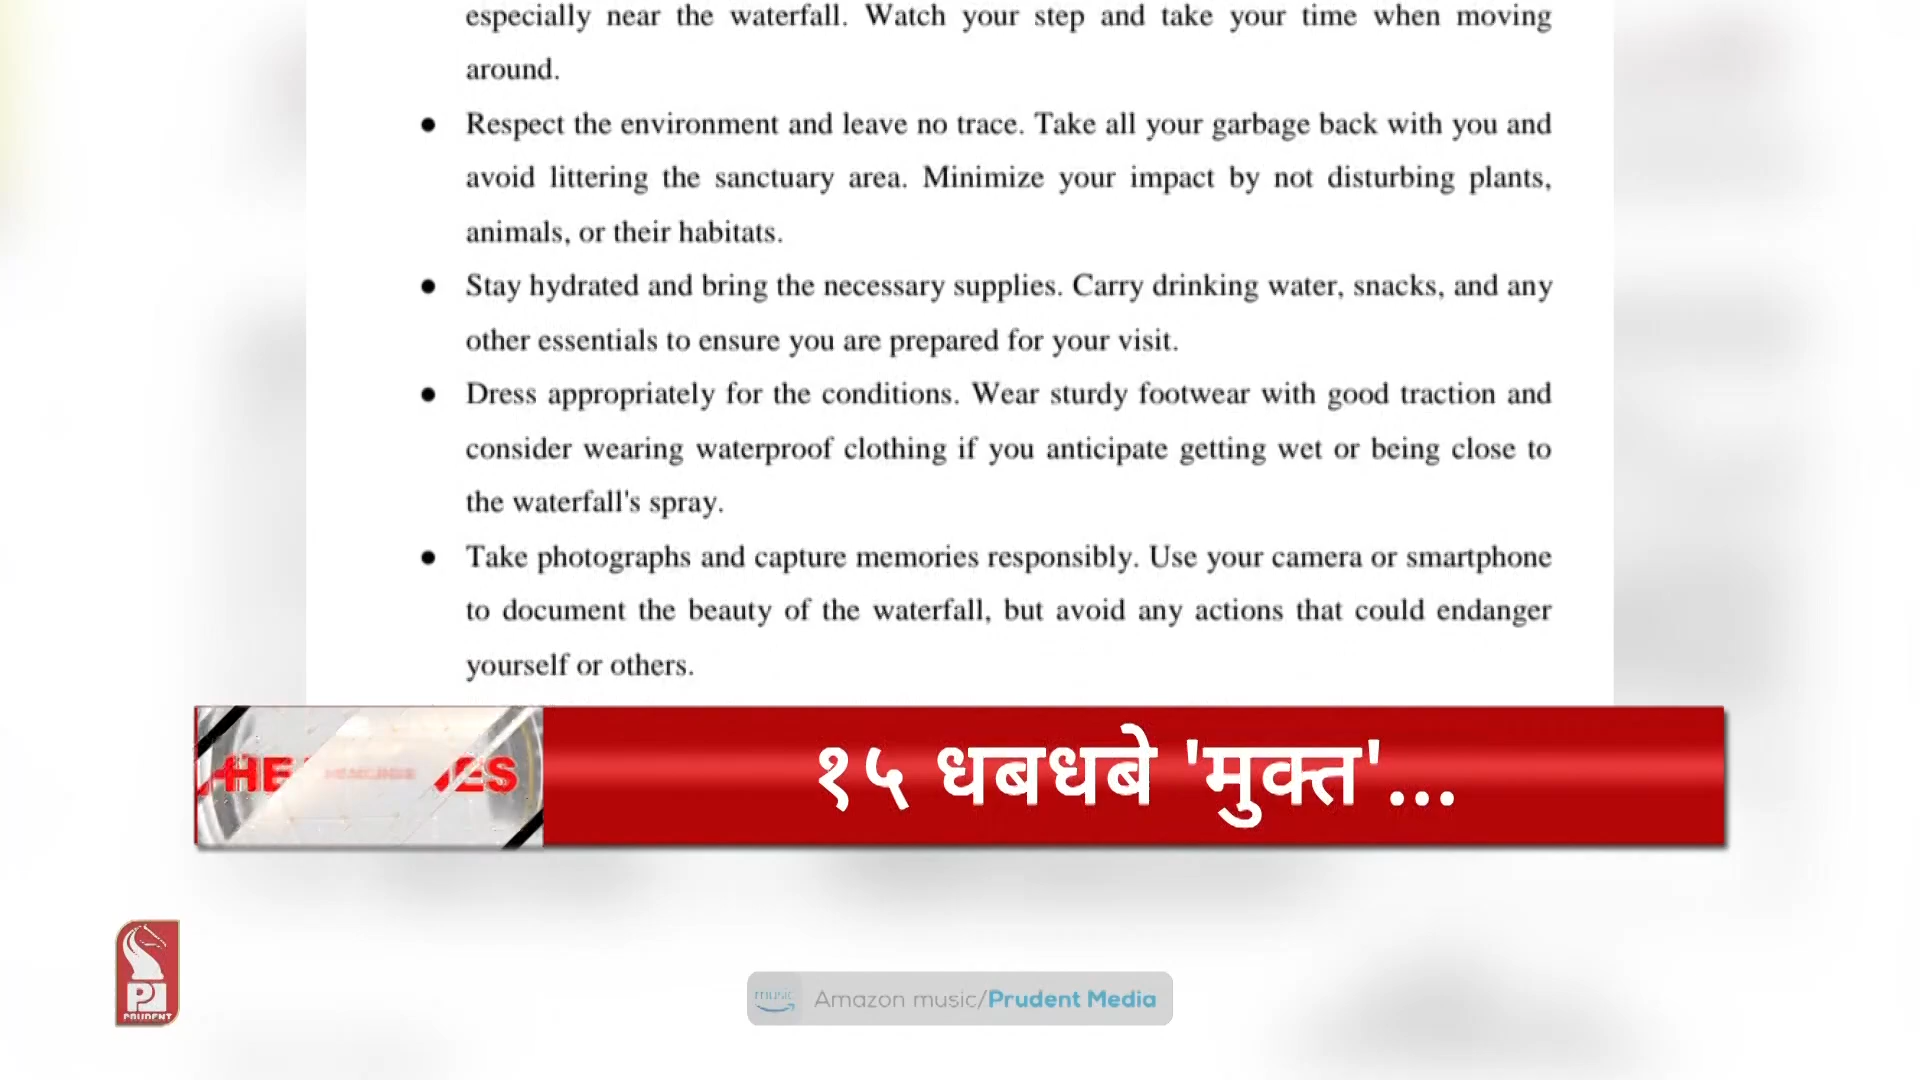 especially near the waterfall. Watch your step and take your time when moving
around.
● Respect the environment and leave no trace. Take all your garbage back with you and
avoid littering the sanctuary area. Minimize your impact by not disturbing plants,
animals, or their habitats.
● Stay hydrated and bring the necessary supplies. Carry drinking water, snacks, and any
other essentials to ensure you are prepared for your visit.
● Dress appropriately for the conditions. Wear sturdy footwear with good traction and
consider wearing waterproof clothing if you anticipate getting wet or being close to
the waterfall's spray.
● Take photographs and capture memories responsibly. Use your camera or smartphone
to document the beauty of the waterfall, but avoid any actions that could endanger
yourself or others.
१५ धबधबे 'मुक्त'...
PRUDENT
music Amazon music/Prudent Media